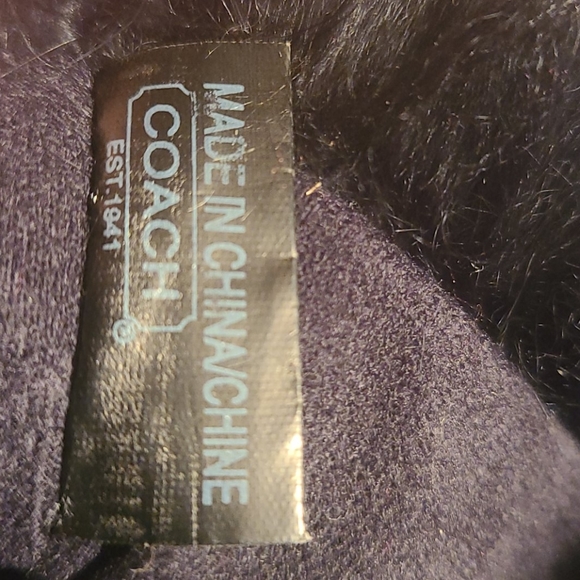 MADE IN CHINA/CHINE
COACH
EST. 1941
®